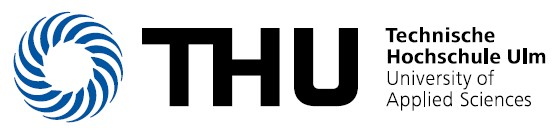 THU
Technische
Hochschule Ulm
University of
Applied Sciences